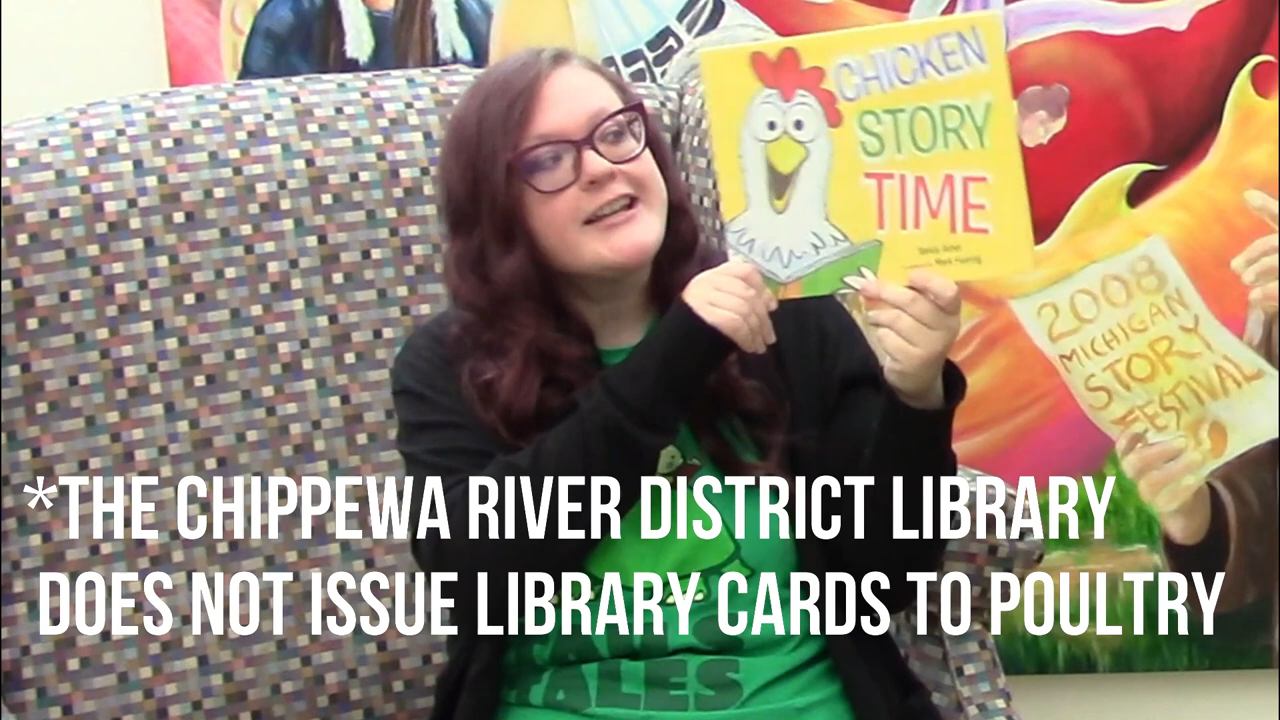 CHICKEN
STORY
TIME
2008
MICHIGAN
STORY
FESTIVAL
*THE CHIPPEWA RIVER DISTRICT LIBRARY
DOES NOT ISSUE LIBRARY CARDS TO POULTRY
TALES